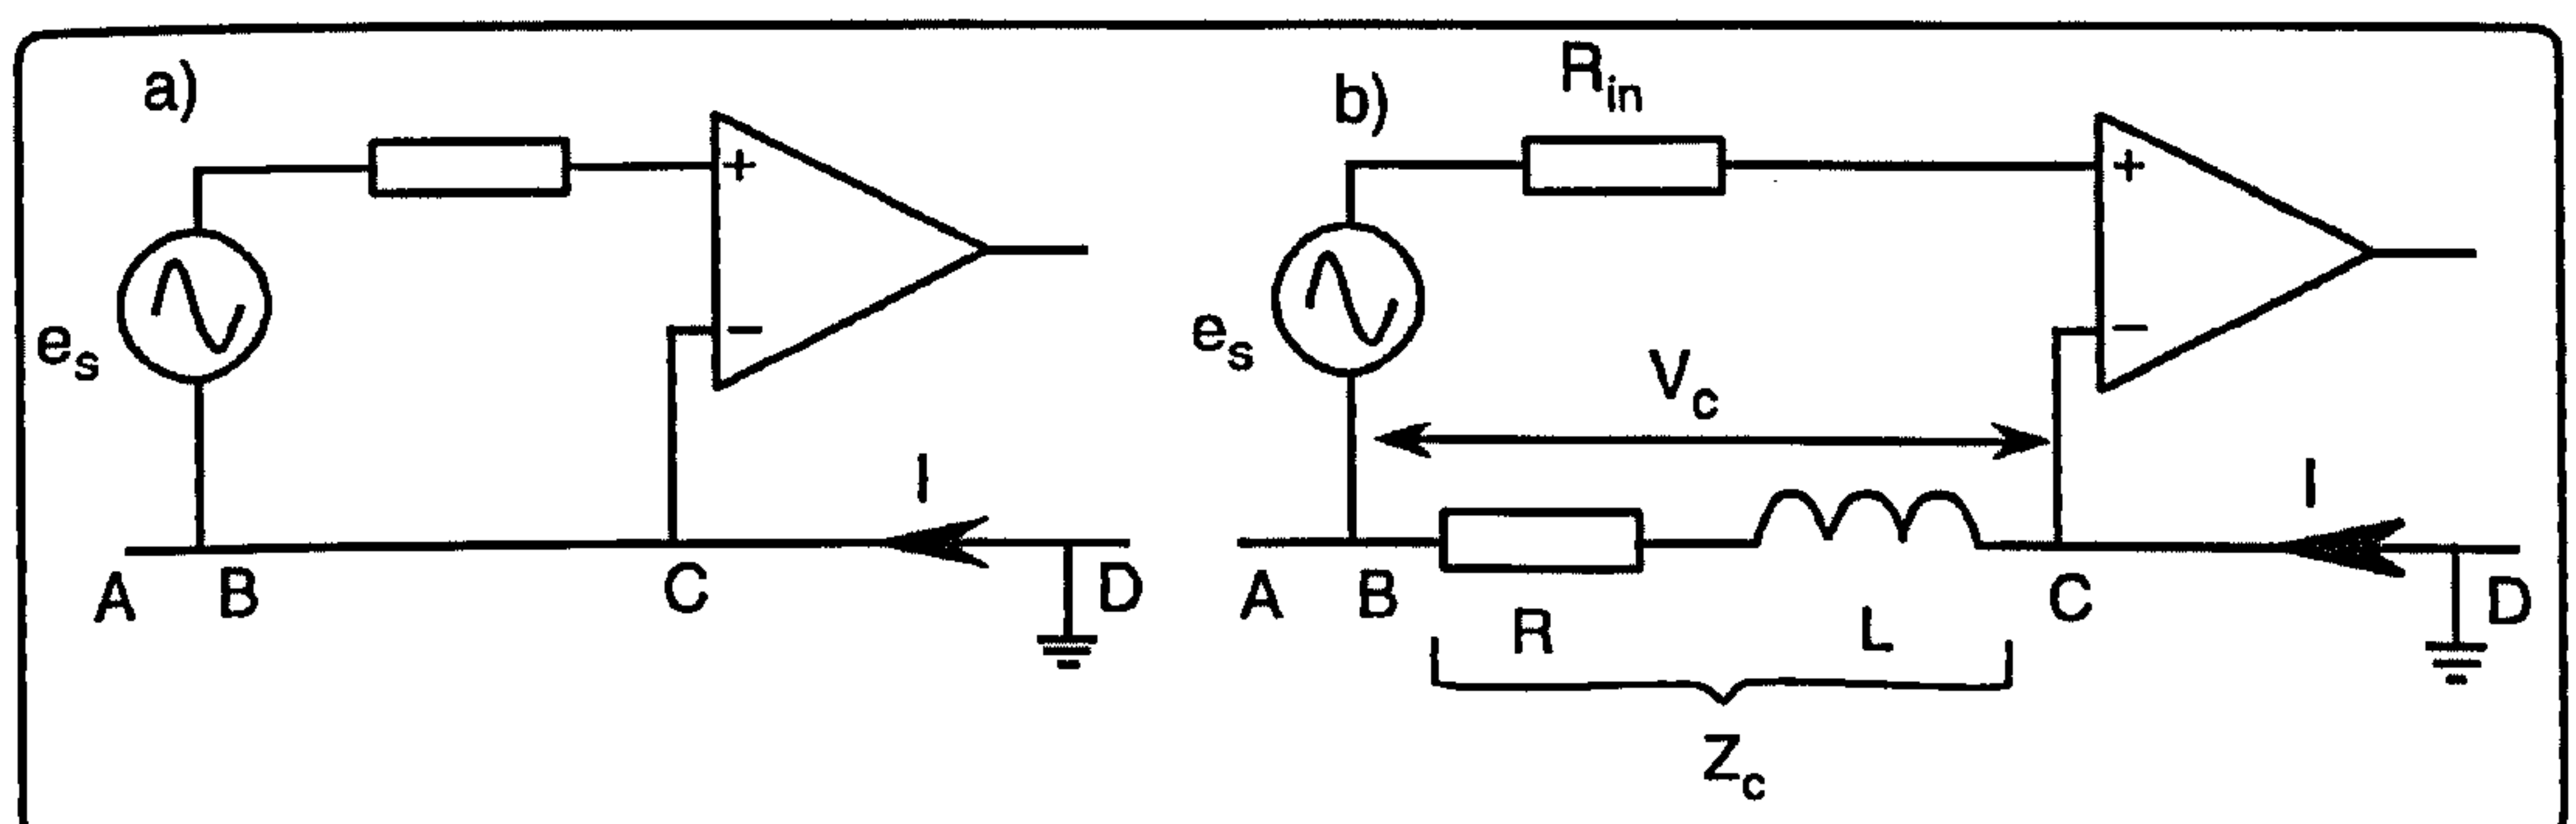 a)
+
−
e_s
I
A B C D
b)
R_in
+
−
e_s
V_c
I
A B C D
R L
Z_c